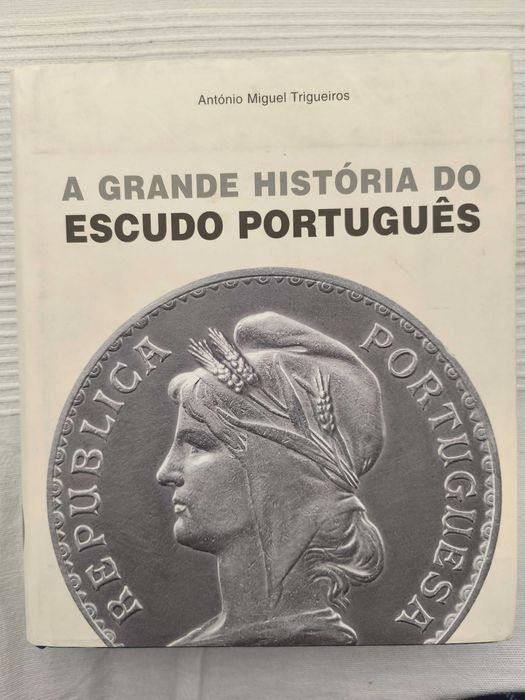 António Miguel Trigueiros
A GRANDE HISTÓRIA DO
ESCUDO PORTUGUÊS
REPUBLICA PORTUGUESA